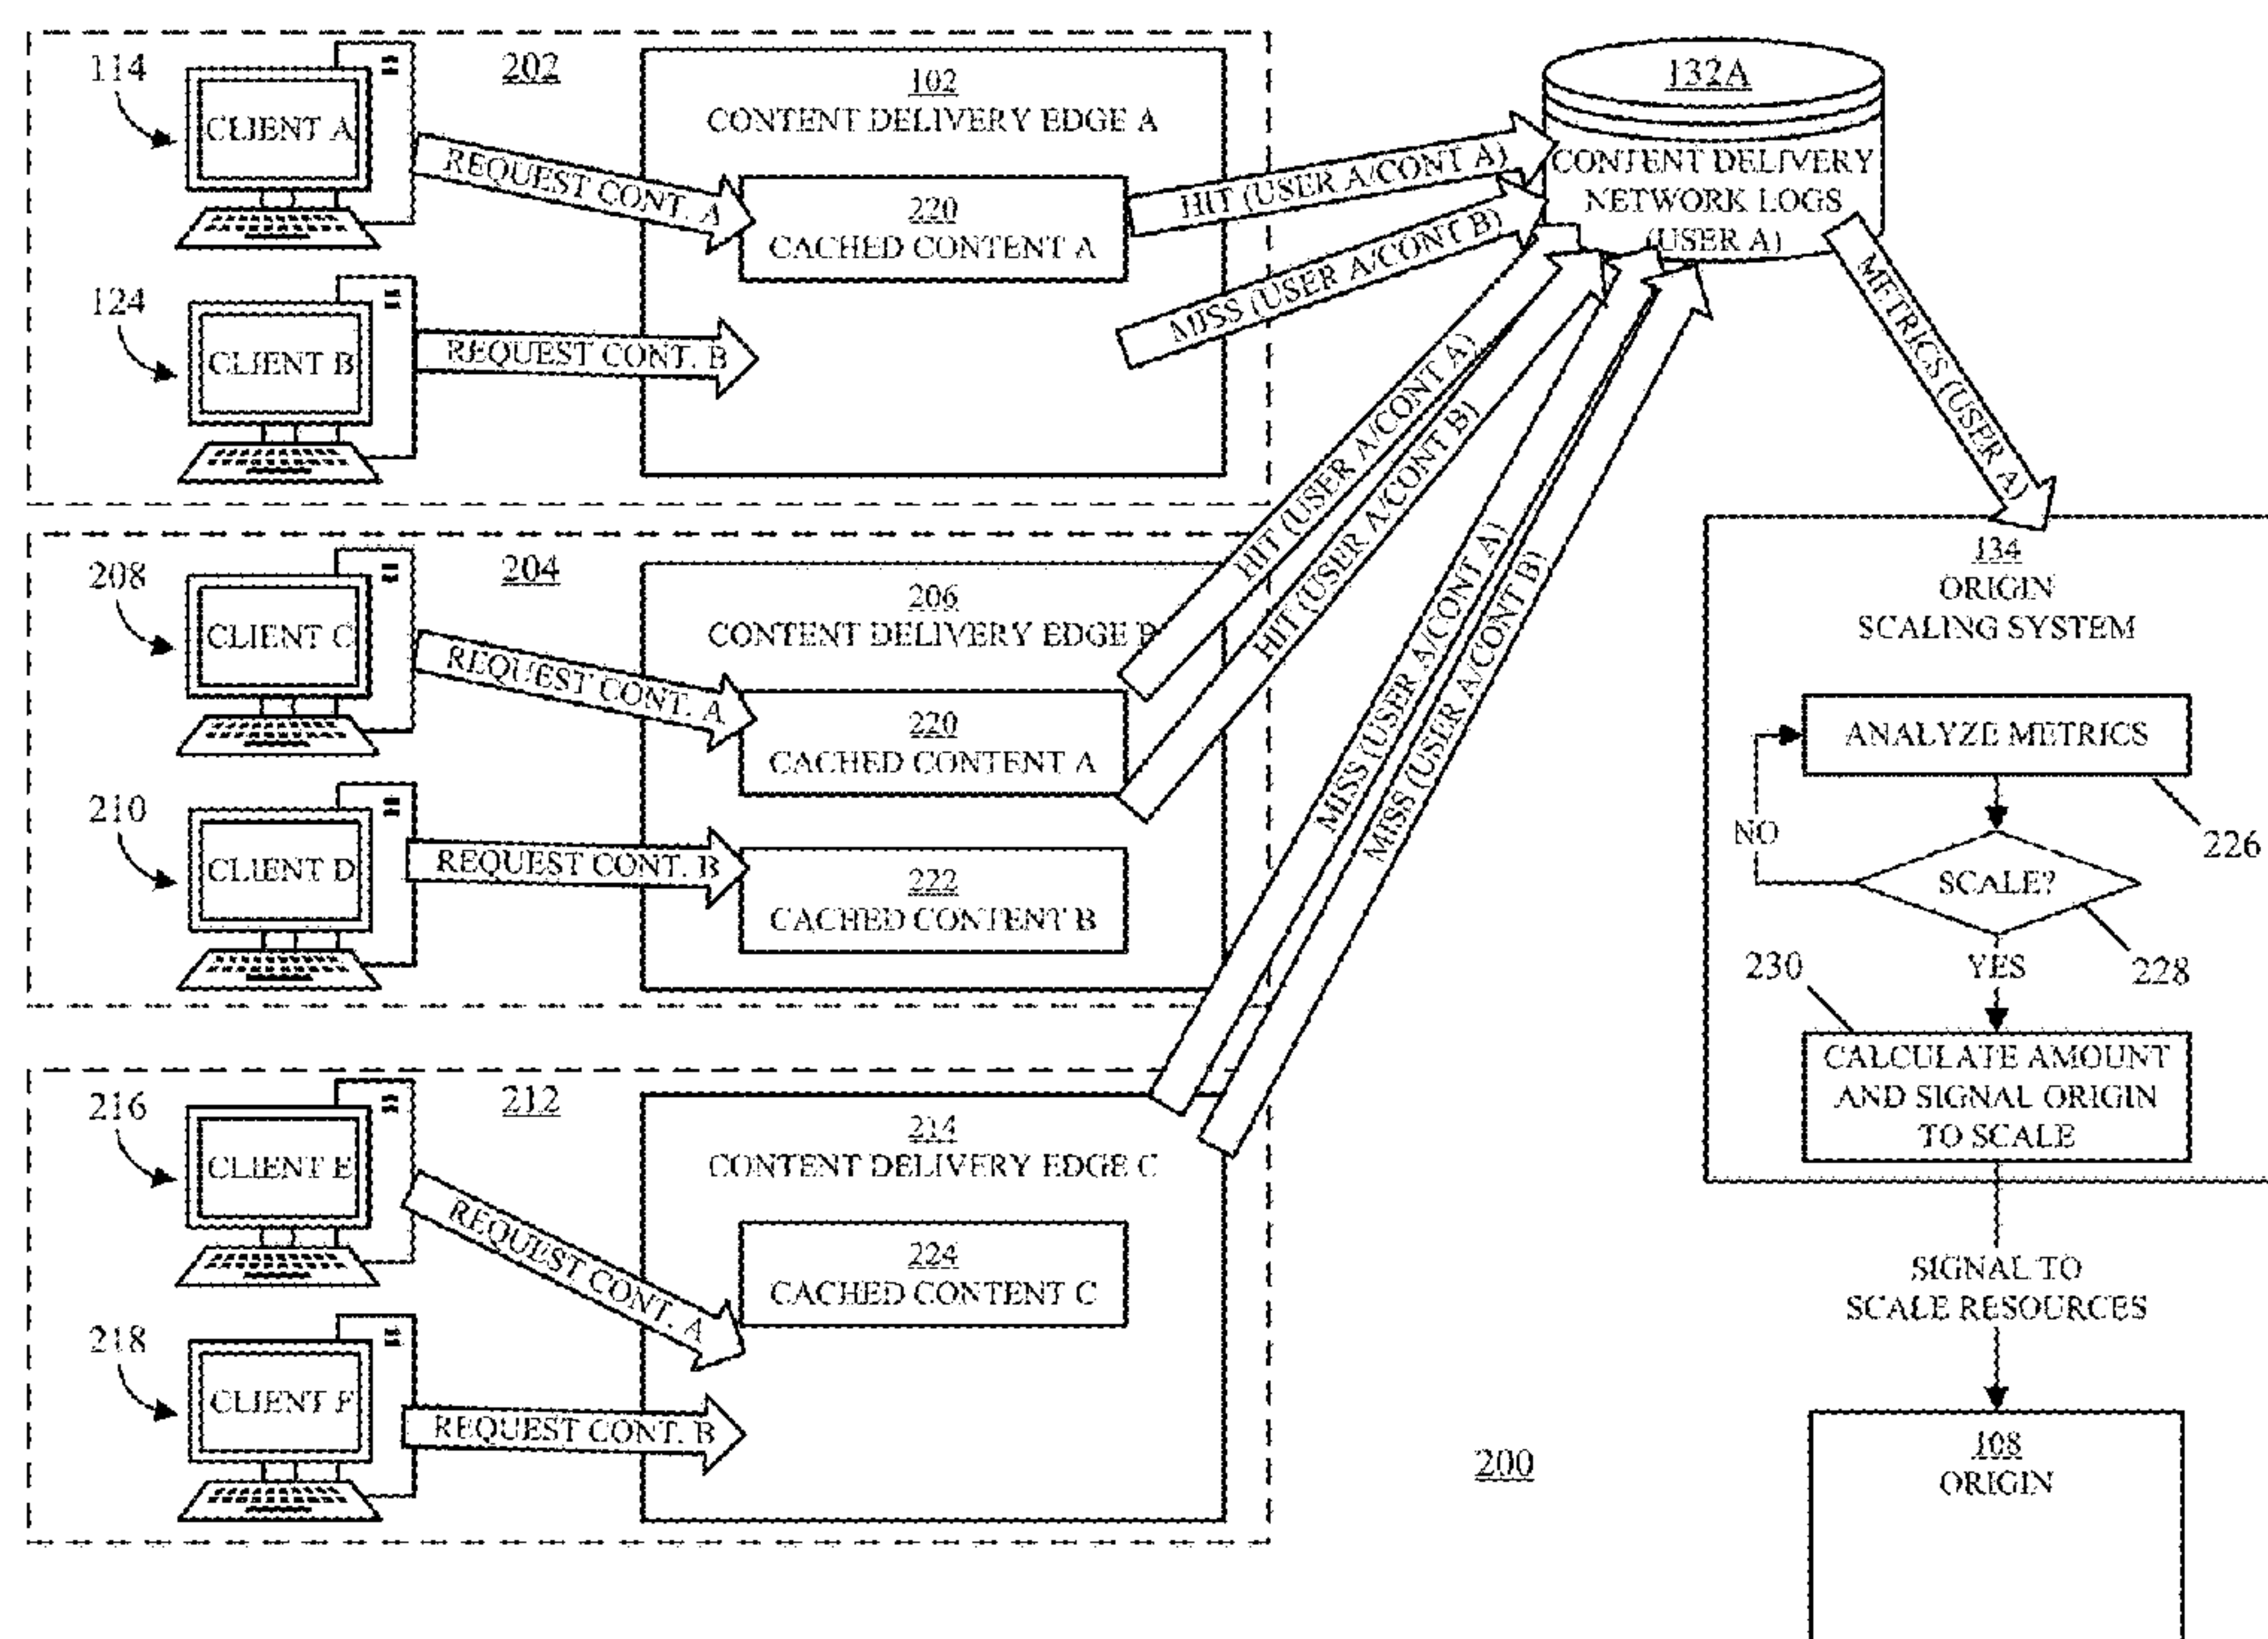 114
CLIENT A
124
CLIENT B
202
REQUEST CONT. A
REQUEST CONT. B
102
CONTENT DELIVERY EDGE A
220
CACHED CONTENT A
HIT (USER A/CONT A)
MISS (USER A/CONT B)
132A
CONTENT DELIVERY
NETWORK LOGS
(USER A)
METRICS (USER A)
208
CLIENT C
210
CLIENT D
204
REQUEST CONT. A
REQUEST CONT. B
206
CONTENT DELIVERY EDGE
220
CACHED CONTENT A
222
CACHED CONTENT B
HIT (USER A/CONT A)
HIT (USER A/CONT B)
216
CLIENT E
218
CLIENT F
212
REQUEST CONT. A
REQUEST CONT. B
214
CONTENT DELIVERY EDGE C
224
CACHED CONTENT C
MISS (USER A/CONT A)
MISS (USER A/CONT B)
134
ORIGIN
SCALING SYSTEM
ANALYZE METRICS
226
NO
SCALE?
228
YES
230
CALCULATE AMOUNT
AND SIGNAL ORIGIN
TO SCALE
SIGNAL TO
SCALE RESOURCES
108
ORIGIN
200